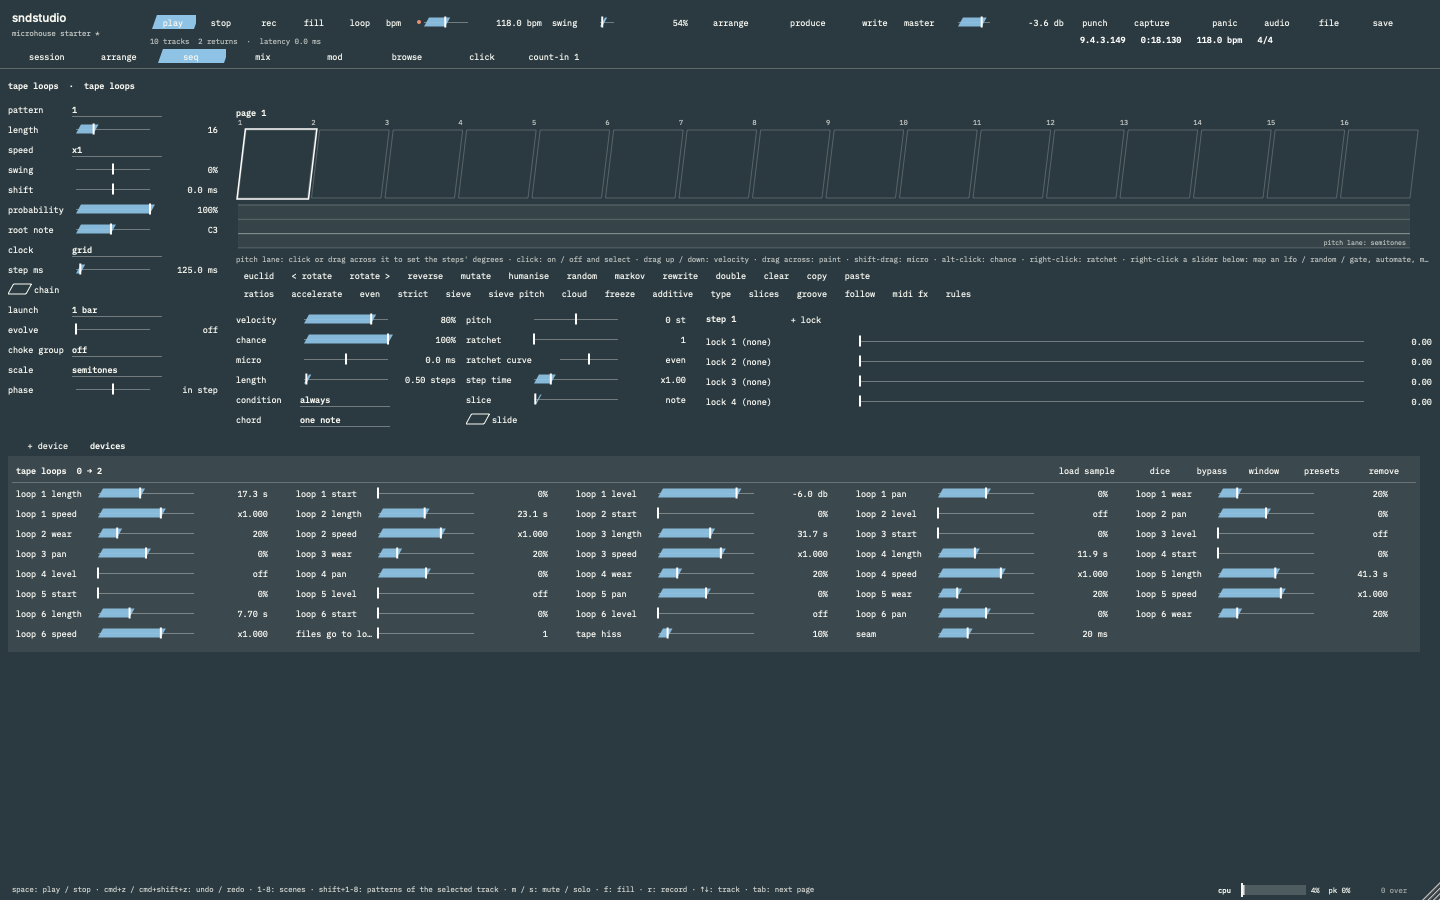 sndstudio
microhouse starter *
play stop rec fill loop bpm 118.0 bpm swing 54% arrange produce write master -3.6 db punch capture panic audio file save
10 tracks 2 returns · latency 0.0 ms
9.4.3.149 0:18.130 118.0 bpm 4/4
session arrange seq mix mod browse click count-in 1
tape loops · tape loops
pattern 1
length 16
speed x1
swing 0%
shift 0.0 ms
probability 100%
root note C3
clock grid
step ms 125.0 ms
chain
launch 1 bar
evolve off
choke group off
scale semitones
phase in step
page 1
1 2 3 4 5 6 7 8 9 10 11 12 13 14 15 16
pitch lane: semitones
pitch lane: click or drag across it to set the steps' degrees · click: on / off and select · drag up / down: velocity · drag across: paint · shift-drag: micro · alt-click: chance · right-click: ratchet · right-click a slider below: map an lfo / random / gate, automate, m…
euclid < rotate rotate > reverse mutate humanise random markov rewrite double clear copy paste
ratios accelerate even strict sieve sieve pitch cloud freeze additive type slices groove follow midi fx rules
velocity 80% pitch 0 st step 1 + lock
chance 100% ratchet 1 lock 1 (none) 0.00
micro 0.0 ms ratchet curve even lock 2 (none) 0.00
length 0.50 steps step time x1.00 lock 3 (none) 0.00
condition always slice note lock 4 (none) 0.00
chord one note slide
+ device devices
tape loops 0 → 2 load sample dice bypass window presets remove
loop 1 length 17.3 s loop 1 start 0% loop 1 level -6.0 db loop 1 pan 0% loop 1 wear 20%
loop 1 speed x1.000 loop 2 length 23.1 s loop 2 start 0% loop 2 level off loop 2 pan 0%
loop 2 wear 20% loop 2 speed x1.000 loop 3 length 31.7 s loop 3 start 0% loop 3 level off
loop 3 pan 0% loop 3 wear 20% loop 3 speed x1.000 loop 4 length 11.9 s loop 4 start 0%
loop 4 level off loop 4 pan 0% loop 4 wear 20% loop 4 speed x1.000 loop 5 length 41.3 s
loop 5 start 0% loop 5 level off loop 5 pan 0% loop 5 wear 20% loop 5 speed x1.000
loop 6 length 7.70 s loop 6 start 0% loop 6 level off loop 6 pan 0% loop 6 wear 20%
loop 6 speed x1.000 files go to lo… 1 tape hiss 10% seam 20 ms
space: play / stop · cmd+z / cmd+shift+z: undo / redo · 1-8: scenes · shift+1-8: patterns of the selected track · m / s: mute / solo · f: fill · r: record · ↑↓: track · tab: next page
cpu 4% pk 0% 0 over